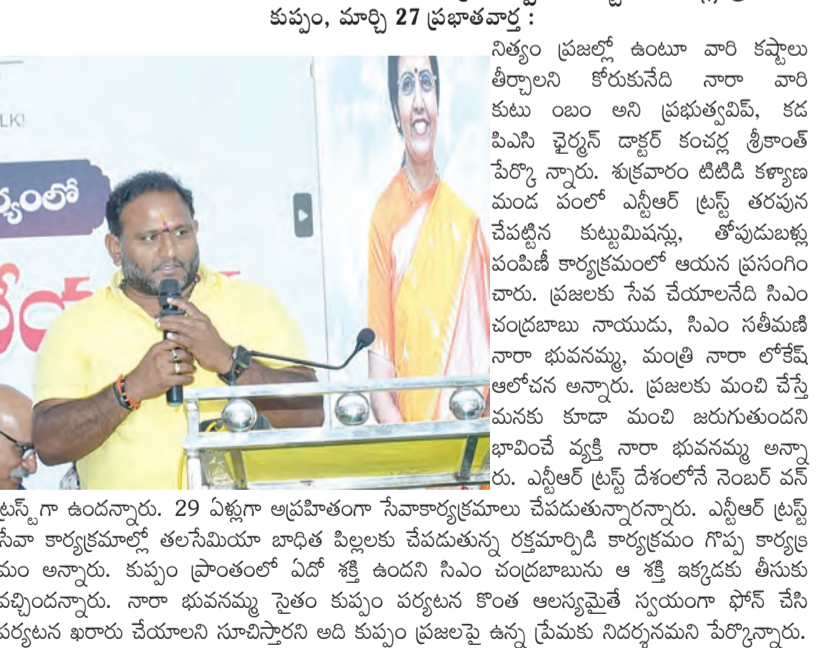 కుప్పం, మార్చి 27 ప్రభాతవార్త :
నిత్యం ప్రజల్లో ఉంటూ వారి కష్టాలు
తీర్చాలని కోరుకునేది నారా వారి
కుటు ంబం అని ప్రభుత్వవిప్, కడ
పిఎసి ఛైర్మన్ డాక్టర్ కంచర్ల శ్రీకాంత్
పేర్కొ న్నారు. శుక్రవారం టిటిడి కళ్యాణ
మండ పంలో ఎన్టీఆర్ ట్రస్ట్ తరపున
చేపట్టిన కుట్టుమిషన్లు, తోపుడుబళ్లు
పంపిణీ కార్యక్రమంలో ఆయన ప్రసంగిం
చారు. ప్రజలకు సేవ చేయాలనేది సిఎం
చంద్రబాబు నాయుడు, సిఎం సతీమణి
నారా భువనమ్మ, మంత్రి నారా లోకేష్
ఆలోచన అన్నారు. ప్రజలకు మంచి చేస్తే
మనకు కూడా మంచి జరుగుతుందని
భావించే వ్యక్తి నారా భువనమ్మ అన్నా
రు. ఎన్టీఆర్ ట్రస్ట్ దేశంలోనే నెంబర్ వన్
ట్రస్ట్‌గా ఉందన్నారు. 29 ఏళ్లుగా అప్రహితంగా సేవాకార్యక్రమాలు చేపడుతున్నారన్నారు. ఎన్టీఆర్ ట్రస్ట్
సేవా కార్యక్రమాల్లో తలసేమియా బాధిత పిల్లలకు చేపడుతున్న రక్తమార్పిడి కార్యక్రమం గొప్ప కార్యక్ర
మం అన్నారు. కుప్పం ప్రాంతంలో ఏదో శక్తి ఉందని సిఎం చంద్రబాబును ఆ శక్తి ఇక్కడకు తీసుకు
వచ్చిందన్నారు. నారా భువనమ్మ సైతం కుప్పం పర్యటన కొంత ఆలస్యమైతే స్వయంగా ఫోన్ చేసి
పర్యటన ఖరారు చేయాలని సూచిస్తారని అది కుప్పం ప్రజలపై ఉన్న ప్రేమకు నిదర్శనమని పేర్కొన్నారు.
LK!
ర్యంలో